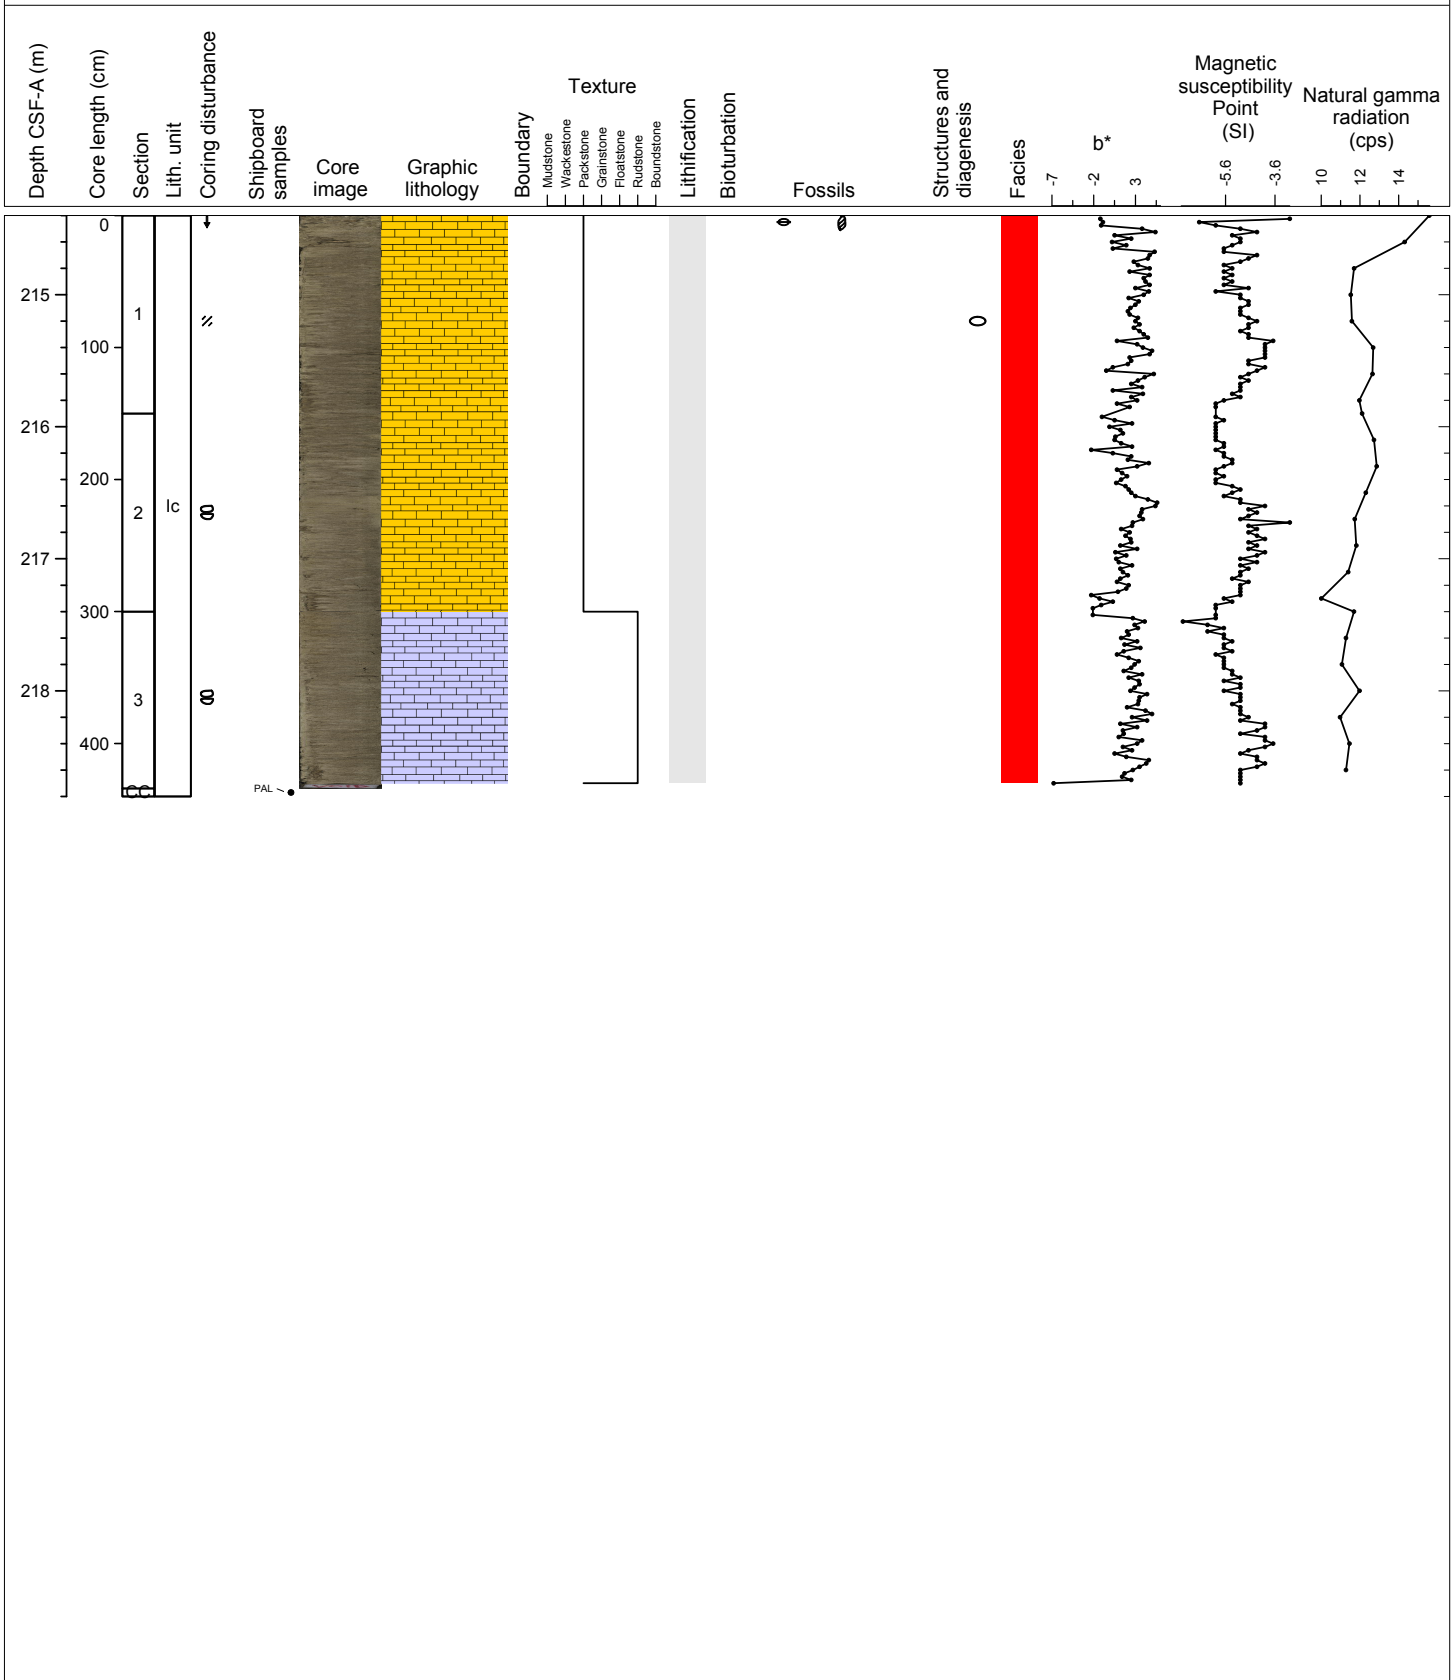 Depth CSF-A (m)
Core length (cm)
Section
Lith. unit
Coring disturbance
Shipboard
samples
Core
image
Graphic
lithology
Boundary
Texture
Mudstone
Wackestone
Packstone
Grainstone
Floatstone
Rudstone
Boundstone
Lithification
Bioturbation
Fossils
Structures and
diagenesis
Facies
b*
-7
-2
3
Magnetic
susceptibility
Point
(SI)
-5.6
-3.6
Natural gamma
radiation
(cps)
10
12
14
0
215
1
100
216
200
2
Ic
217
300
218
3
400
CC
PAL